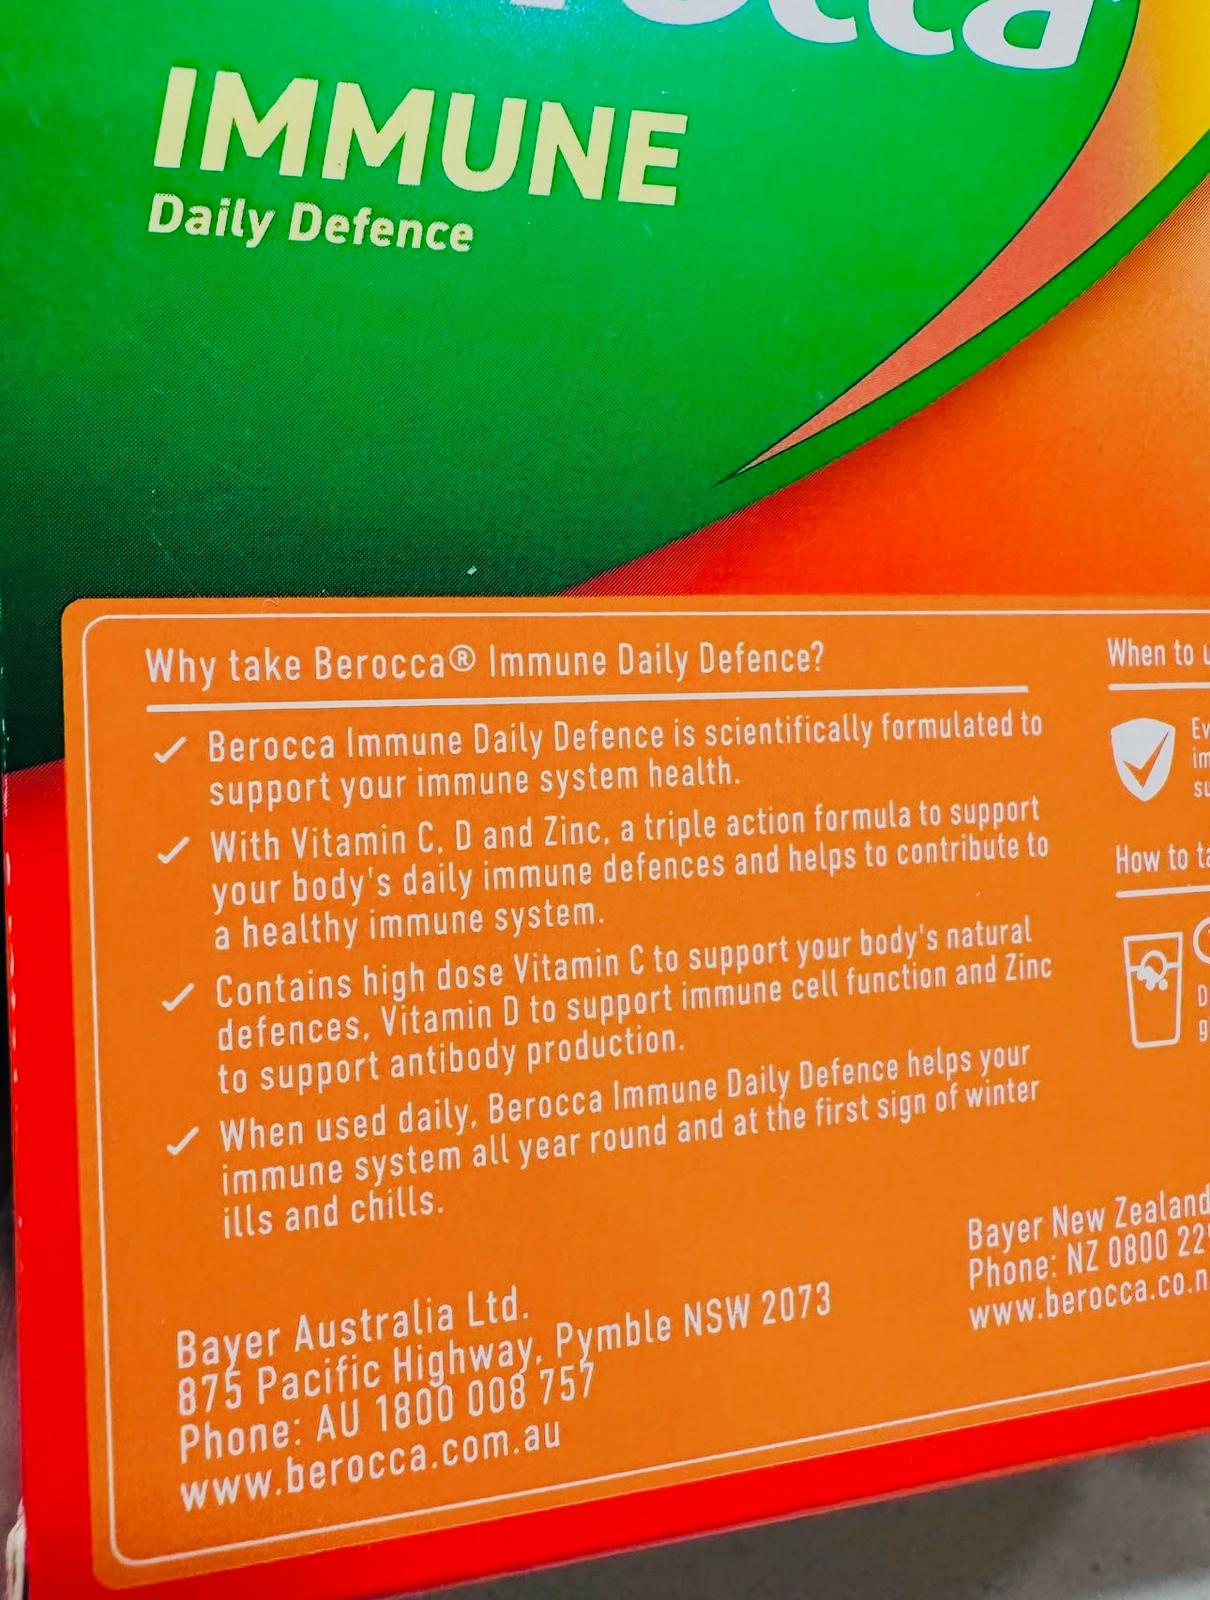 IMMUNE
Daily Defence
Why take Berocca® Immune Daily Defence?
Berocca Immune Daily Defence is scientifically formulated to
support your immune system health.
With Vitamin C, D and Zinc, a triple action formula to support
your body's daily immune defences and helps to contribute to
a healthy immune system.
Contains high dose Vitamin C to support your body's natural
defences, Vitamin D to support immune cell function and Zinc
to support antibody production.
When used daily, Berocca Immune Daily Defence helps your
immune system all year round and at the first sign of winter
ills and chills.
Bayer Australia Ltd.
875 Pacific Highway, Pymble NSW 2073
Phone: AU 1800 008 757
www.berocca.com.au
When to
How to
Bayer New Zealand
Phone: NZ 0800